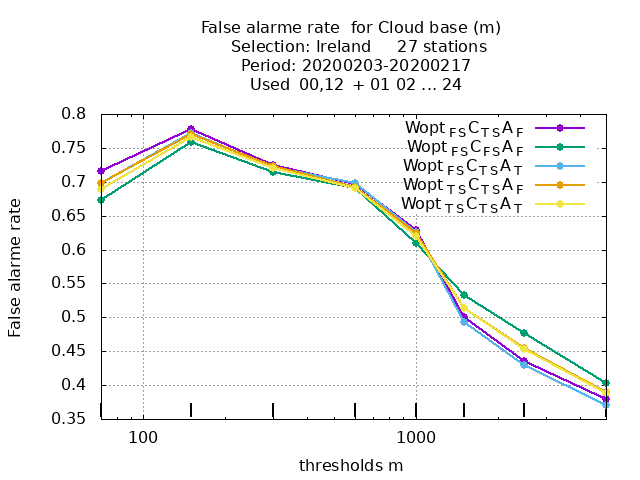 False alarme rate  for Cloud base (m)
Selection: Ireland     27 stations
Period: 20200203-20200217
Used  00,12  + 01 02 ... 24
Wopt FS C TS A F
Wopt FS C FS A F
Wopt FS C TS A T
Wopt TS C TS A F
Wopt TS C TS A T
0.8
0.75
0.7
0.65
0.6
0.55
0.5
0.45
0.4
0.35
False alarme rate
100 1000
thresholds m